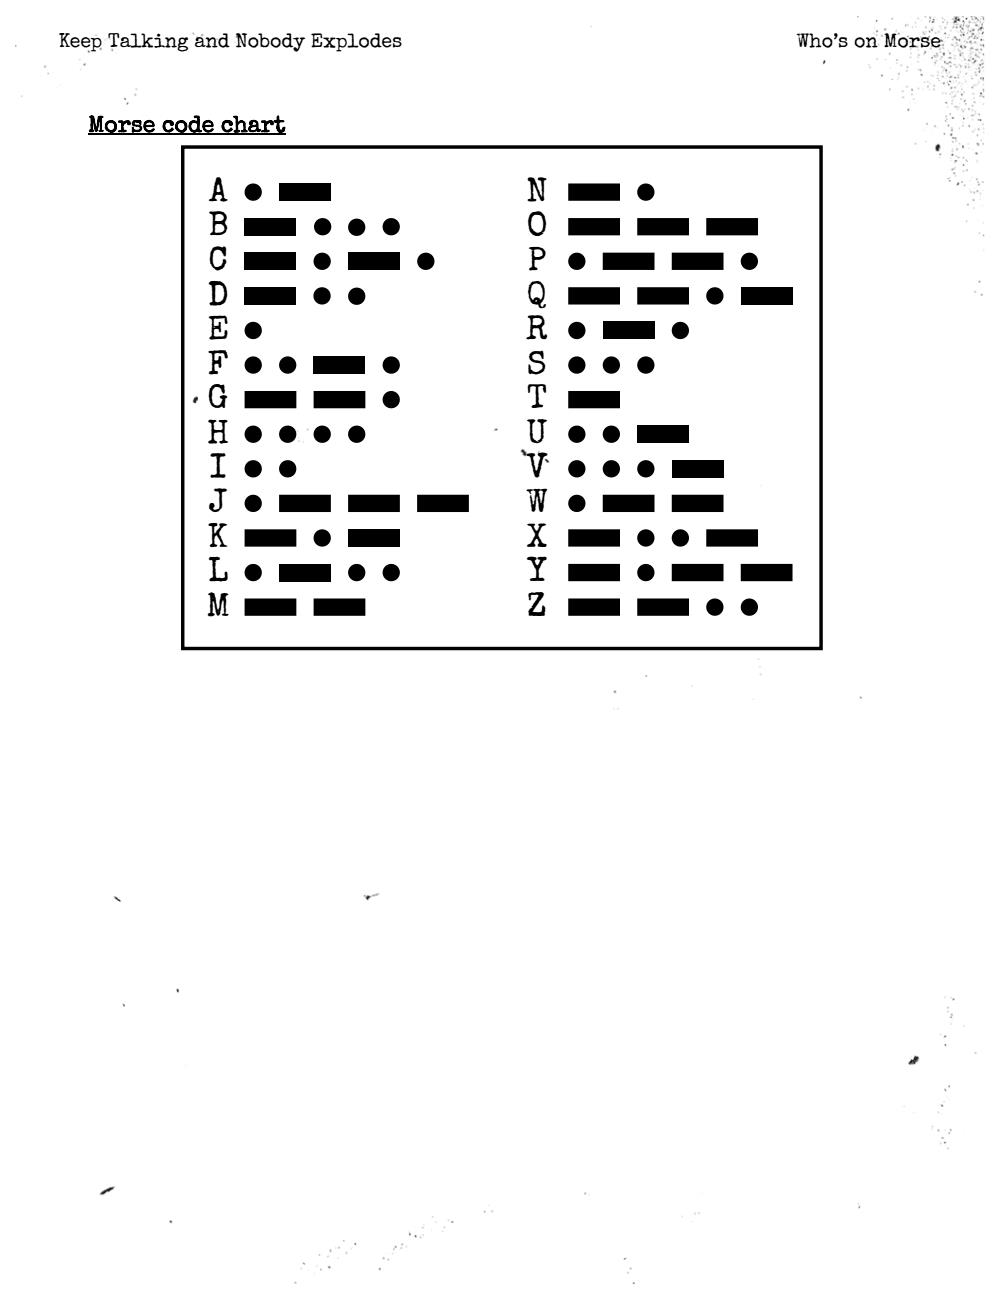 Keep Talking and Nobody Explodes
Who's on Morse
Morse code chart
A ● ▬
B ▬ ● ● ●
C ▬ ● ▬ ●
D ▬ ● ●
E ●
F ● ● ▬ ●
G ▬ ▬ ●
H ● ● ● ●
I ● ●
J ● ▬ ▬ ▬
K ▬ ● ▬
L ● ▬ ● ●
M ▬ ▬
N ▬ ●
O ▬ ▬ ▬
P ● ▬ ▬ ●
Q ▬ ▬ ● ▬
R ● ▬ ●
S ● ● ●
T ▬
U ● ● ▬
V ● ● ● ▬
W ● ▬ ▬
X ▬ ● ● ▬
Y ▬ ● ▬ ▬
Z ▬ ▬ ● ●